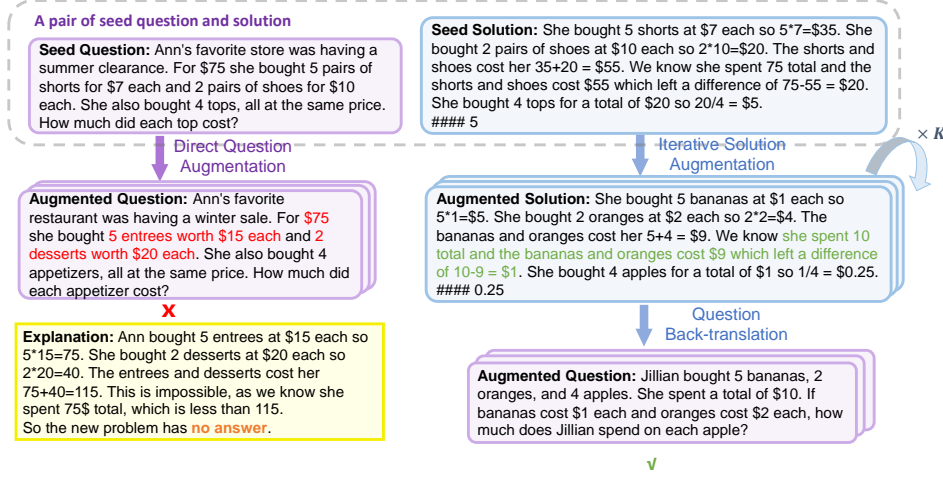 A pair of seed question and solution
Seed Question: Ann's favorite store was having a
summer clearance. For $75 she bought 5 pairs of
shorts for $7 each and 2 pairs of shoes for $10
each. She also bought 4 tops, all at the same price.
How much did each top cost?
Seed Solution: She bought 5 shorts at $7 each so 5*7=$35. She
bought 2 pairs of shoes at $10 each so 2*10=$20. The shorts and
shoes cost her 35+20 = $55. We know she spent 75 total and the
shorts and shoes cost $55 which left a difference of 75-55 = $20.
She bought 4 tops for a total of $20 so 20/4 = $5.
#### 5
× K
Direct Question
Augmentation
Iterative Solution
Augmentation
Augmented Question: Ann's favorite
restaurant was having a winter sale. For $75
she bought 5 entrees worth $15 each and 2
desserts worth $20 each. She also bought 4
appetizers, all at the same price. How much did
each appetizer cost?
X
Augmented Solution: She bought 5 bananas at $1 each so
5*1=$5. She bought 2 oranges at $2 each so 2*2=$4. The
bananas and oranges cost her 5+4 = $9. We know she spent 10
total and the bananas and oranges cost $9 which left a difference
of 10-9 = $1. She bought 4 apples for a total of $1 so 1/4 = $0.25.
#### 0.25
Explanation: Ann bought 5 entrees at $15 each so
5*15=75. She bought 2 desserts at $20 each so
2*20=40. The entrees and desserts cost her
75+40=115. This is impossible, as we know she
spent 75$ total, which is less than 115.
So the new problem has no answer.
Question
Back-translation
Augmented Question: Jillian bought 5 bananas, 2
oranges, and 4 apples. She spent a total of $10. If
bananas cost $1 each and oranges cost $2 each, how
much does Jillian spend on each apple?
√